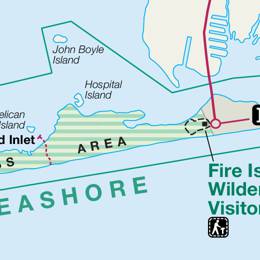 John Boyle
Island
Hospital
Island
elican
Island
d Inlet
S
AREA
Fire Is
Wilder
Visitor
EASHORE